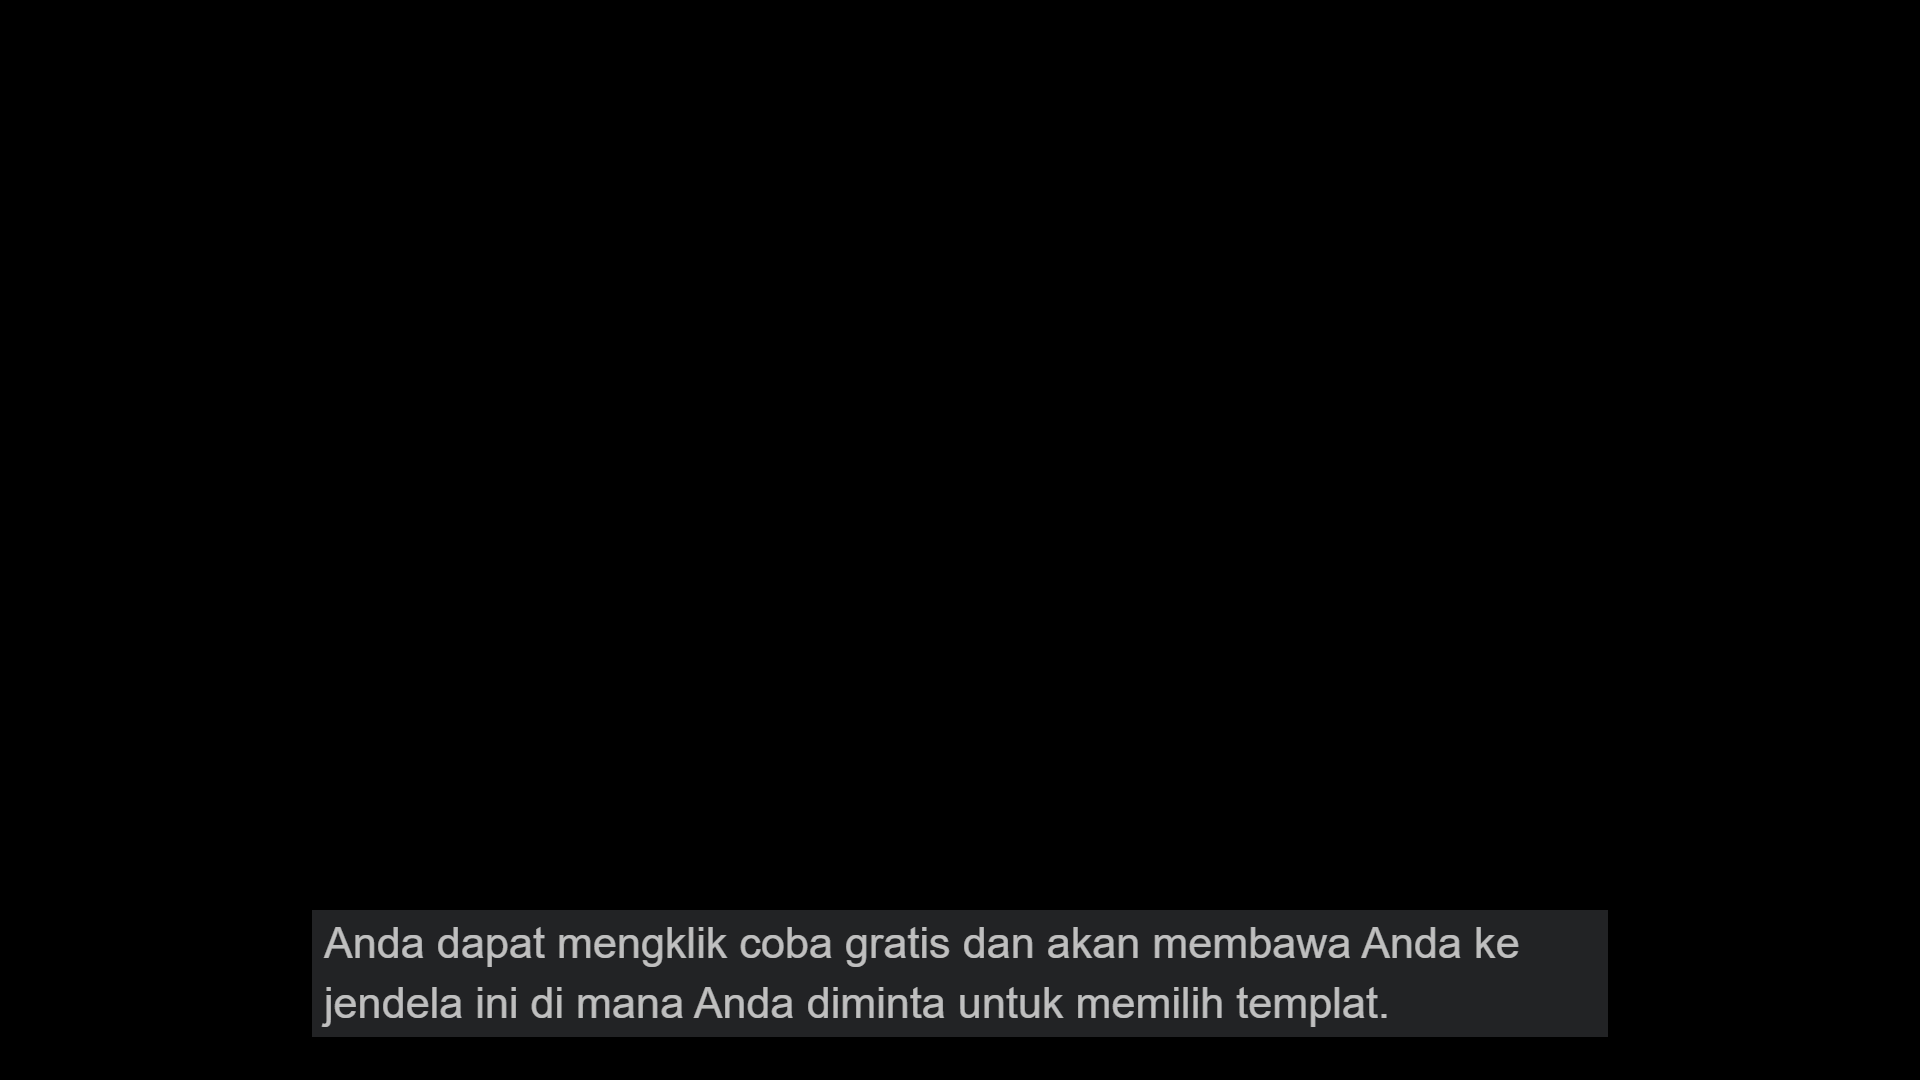 Anda dapat mengklik coba gratis dan akan membawa Anda ke
jendela ini di mana Anda diminta untuk memilih templat.